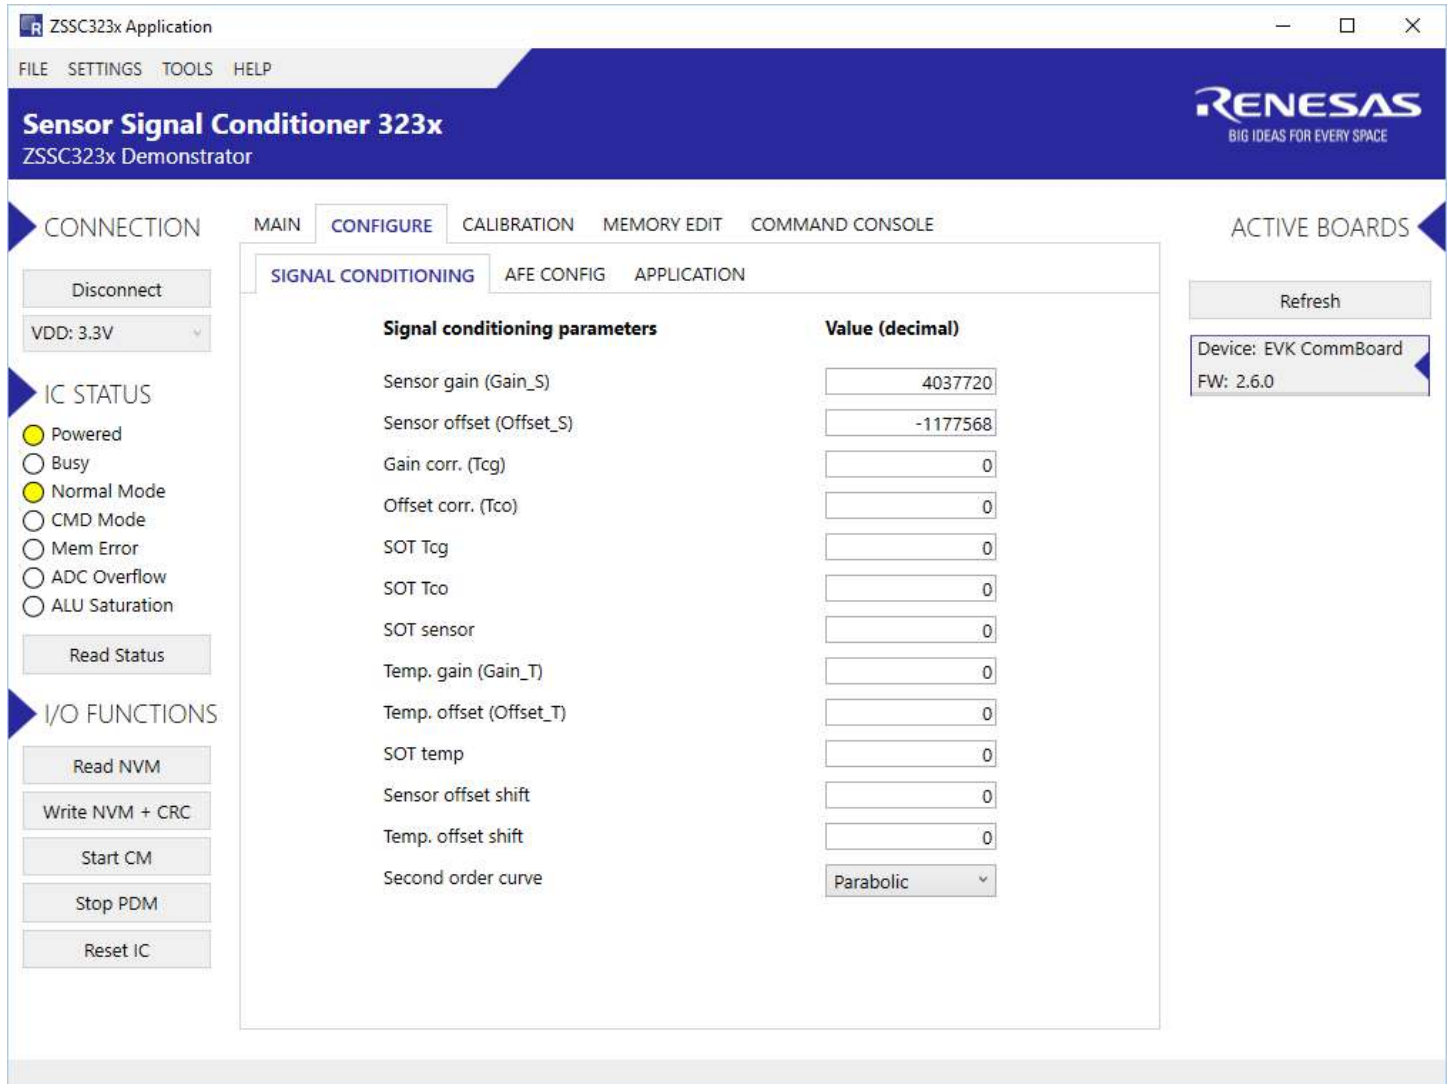 ZSSC323x Application
FILE SETTINGS TOOLS HELP
Sensor Signal Conditioner 323x
ZSSC323x Demonstrator
RENESAS
BIG IDEAS FOR EVERY SPACE
CONNECTION
Disconnect
VDD: 3.3V
IC STATUS
Powered
Busy
Normal Mode
CMD Mode
Mem Error
ADC Overflow
ALU Saturation
Read Status
I/O FUNCTIONS
Read NVM
Write NVM + CRC
Start CM
Stop PDM
Reset IC
MAIN CONFIGURE CALIBRATION MEMORY EDIT COMMAND CONSOLE
SIGNAL CONDITIONING AFE CONFIG APPLICATION
Signal conditioning parameters Value (decimal)
Sensor gain (Gain_S) 4037720
Sensor offset (Offset_S) -1177568
Gain corr. (Tcg) 0
Offset corr. (Tco) 0
SOT Tcg 0
SOT Tco 0
SOT sensor 0
Temp. gain (Gain_T) 0
Temp. offset (Offset_T) 0
SOT temp 0
Sensor offset shift 0
Temp. offset shift 0
Second order curve Parabolic
ACTIVE BOARDS
Refresh
Device: EVK CommBoard
FW: 2.6.0